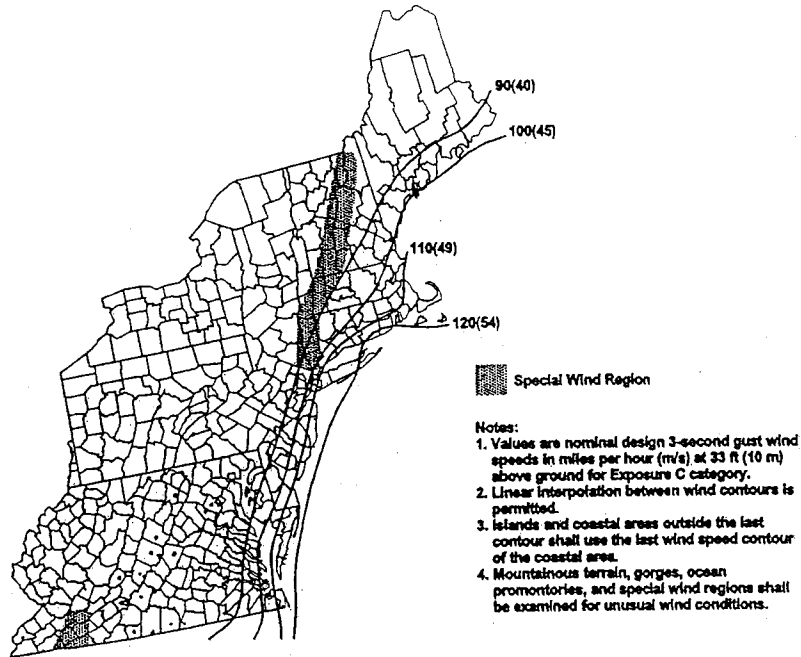 90(40)
100(45)
110(49)
120(54)
Special Wind Region
Notes:
1. Values are nominal design 3-second gust wind
speeds in miles per hour (m/s) at 33 ft (10 m)
above ground for Exposure C category.
2. Linear interpolation between wind contours is
permitted.
3. Islands and coastal areas outside the last
contour shall use the last wind speed contour
of the coastal area.
4. Mountainous terrain, gorges, ocean
promontories, and special wind regions shall
be examined for unusual wind conditions.